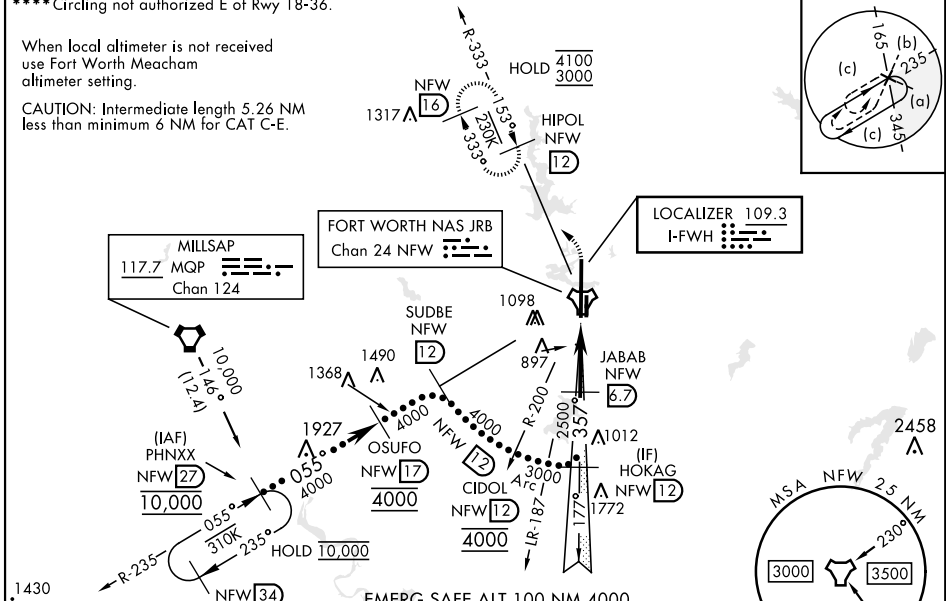 ****Circling not authorized E of Rwy 18-36.
When local altimeter is not received
use Fort Worth Meacham
altimeter setting.
CAUTION: Intermediate length 5.26 NM
less than minimum 6 NM for CAT C-E.
R-333
HOLD 4100
3000
NFW
16
1317
153°
230K
333°
HIPOL
NFW
12
165
(b)
235
(c)
(a)
(c)
345
MILLSAP
117.7 MQP
Chan 124
FORT WORTH NAS JRB
Chan 24 NFW
LOCALIZER 109.3
I-FWH
10,000
146°
(12.4)
SUDBE
NFW
12
1098
897
1368
1490
JABAB
NFW
6.7
R-200
2500
357°
4000
4000
NFW
12
Arc
3000
1012
(IF)
HOKAG
NFW 12
1772
177°
LR-187
2458
(IAF)
PHNXX
NFW 27
10,000
1927
055°
4000
OSUFO
NFW 17
4000
CIDOL
NFW 12
4000
055°
310K
235°
HOLD 10,000
R-235
NFW 34
1430
MSA NFW 25 NM
230°
3000
3500
EMERG SAFE ALT 100 NM 4000